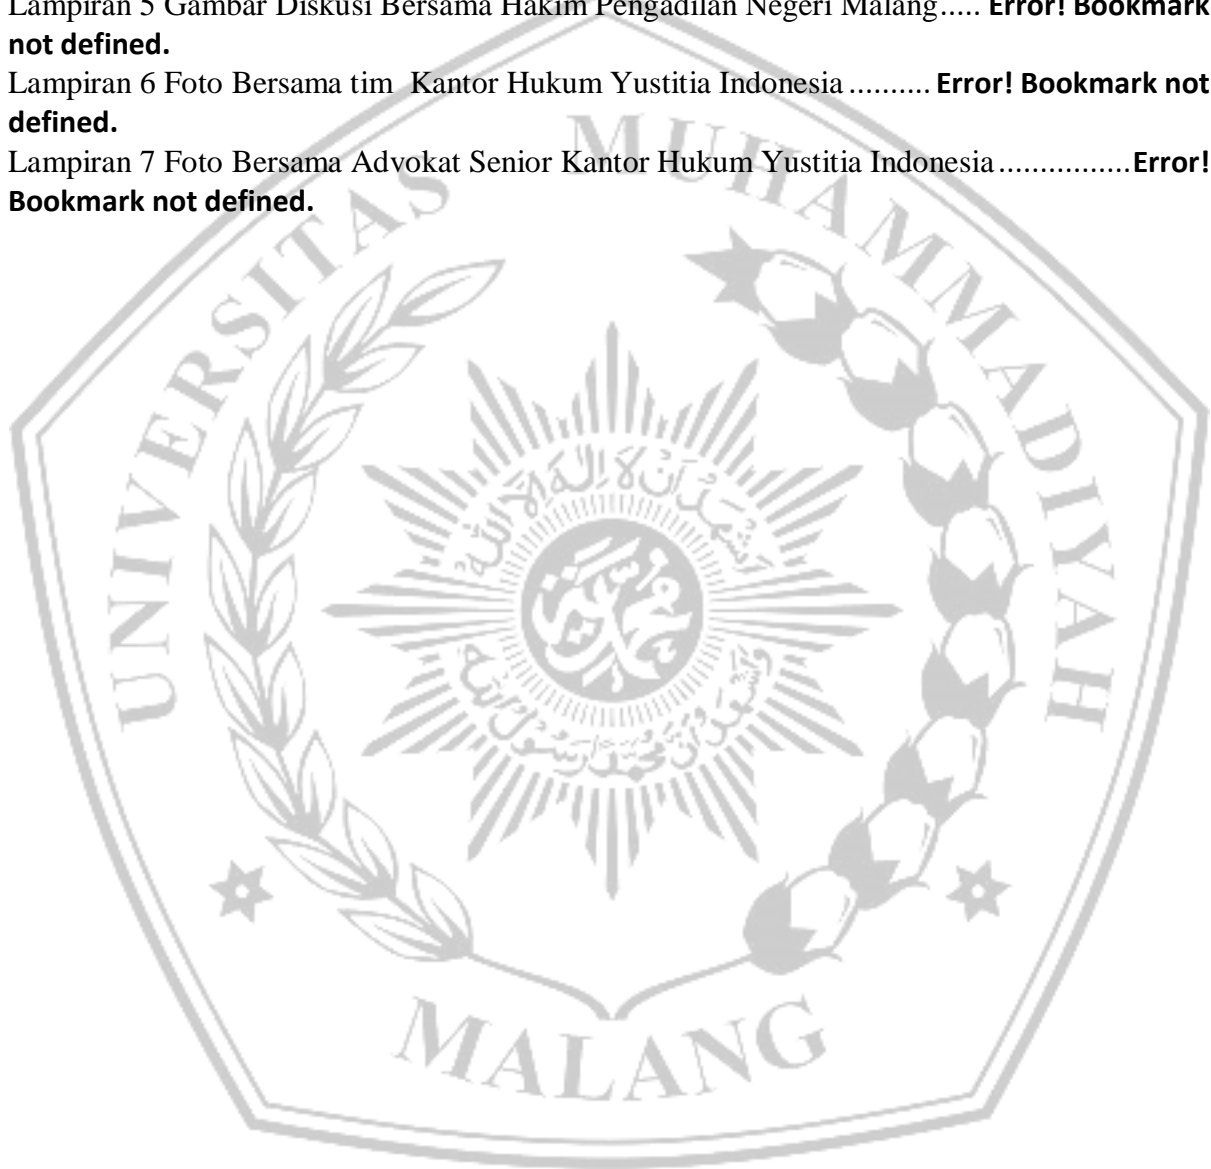 Lampiran 5 Gambar Diskusi Bersama Hakim Pengadilan Negeri Malang..... Error! Bookmark
not defined.
Lampiran 6 Foto Bersama tim  Kantor Hukum Yustitia Indonesia .......... Error! Bookmark not
defined.
Lampiran 7 Foto Bersama Advokat Senior Kantor Hukum Yustitia Indonesia ................Error!
Bookmark not defined.
UNIVERSITAS MUHAMMADIYAH
MALANG